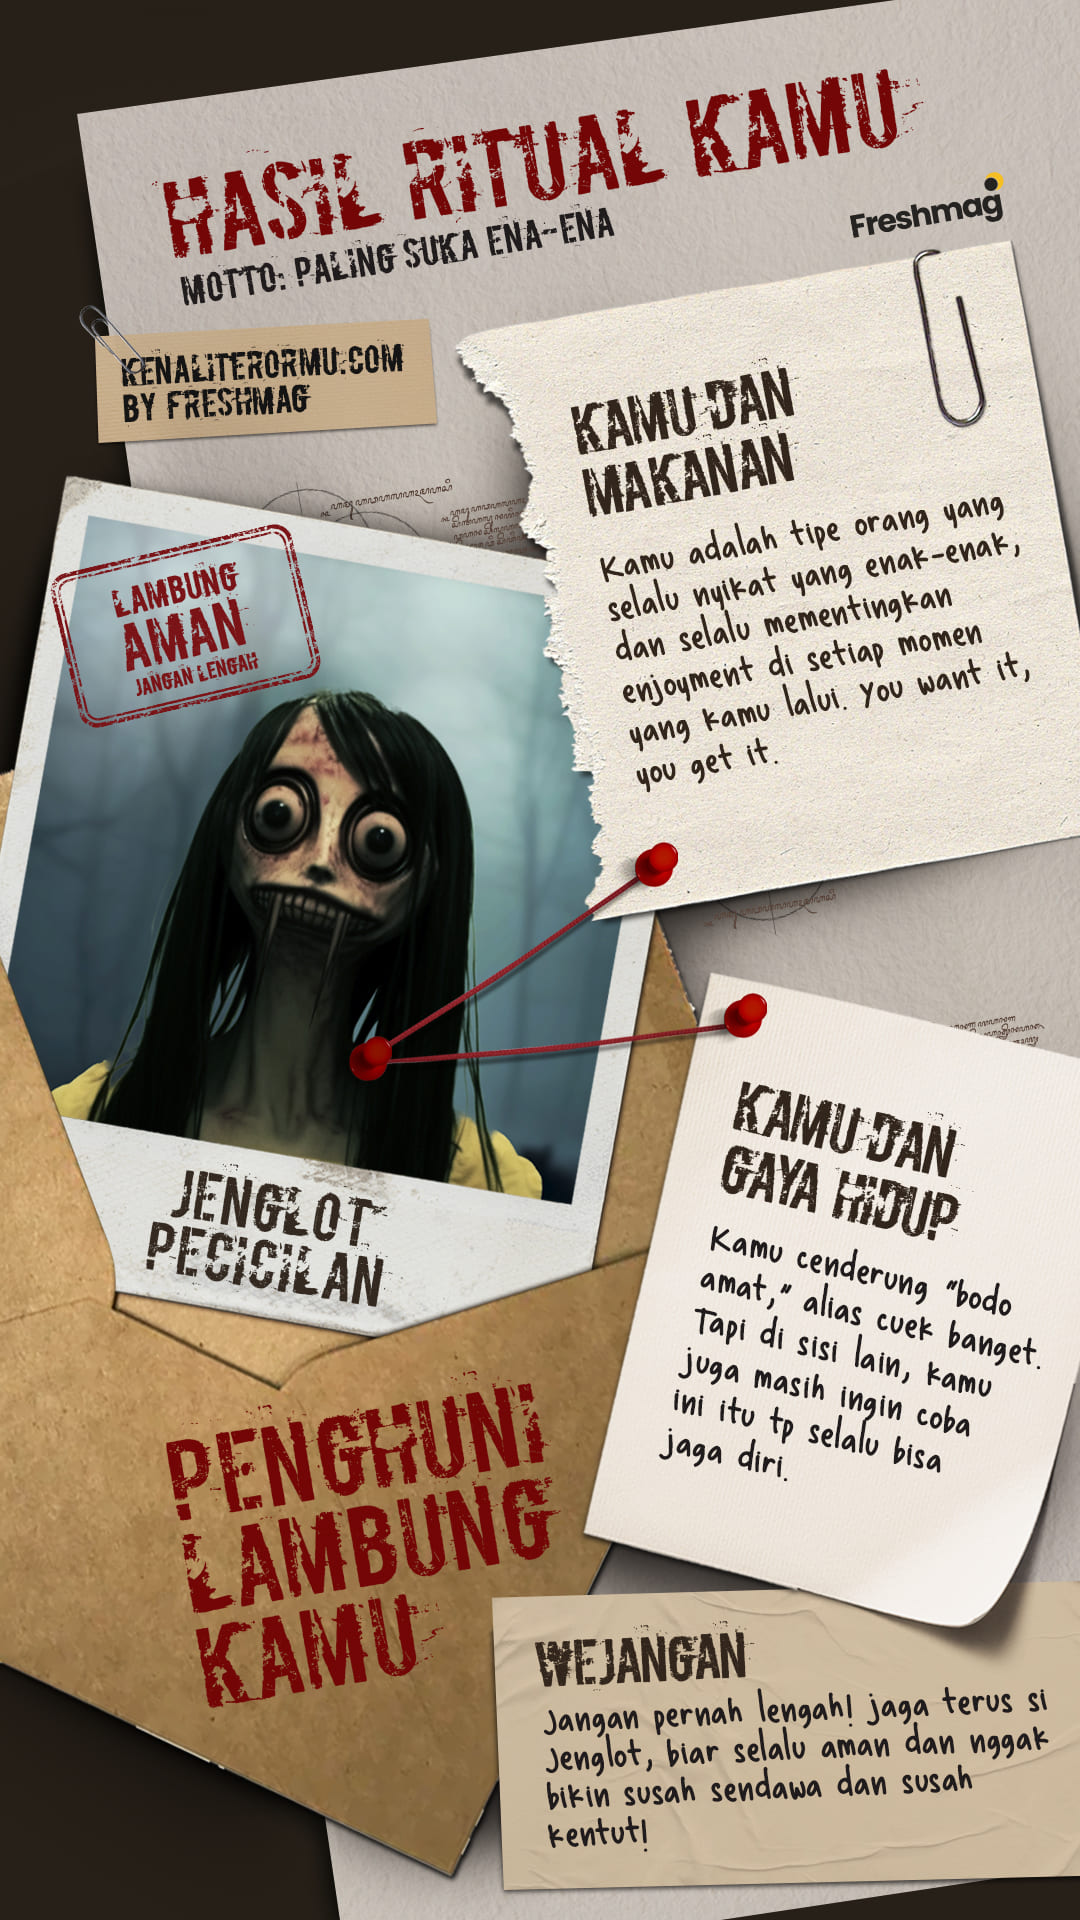 HASIL RITUAL KAMU
MOTTO: PALING SUKA ENA-ENA
Freshmag
KENALITERORMU.COM
BY FRESHMAG
KAMU DAN
MAKANAN
Kamu adalah tipe orang yang
selalu nyikat yang enak-enak,
dan selalu mementingkan
enjoyment di setiap momen
yang kamu lalui. You want it,
you get it.
LAMBUNG
AMAN
JANGAN LENGAH
JENGLOT
PECICILAN
KAMU DAN
GAYA HIDUP
Kamu cenderung "bodo
amat," alias cuek banget.
Tapi di sisi lain, kamu
juga masih ingin coba
ini itu tp selalu bisa
jaga diri.
PENGHUNI
LAMBUNG
KAMU
WEJANGAN
Jangan pernah lengah! jaga terus si
Jenglot, biar selalu aman dan nggak
bikin susah sendawa dan susah
kentut!